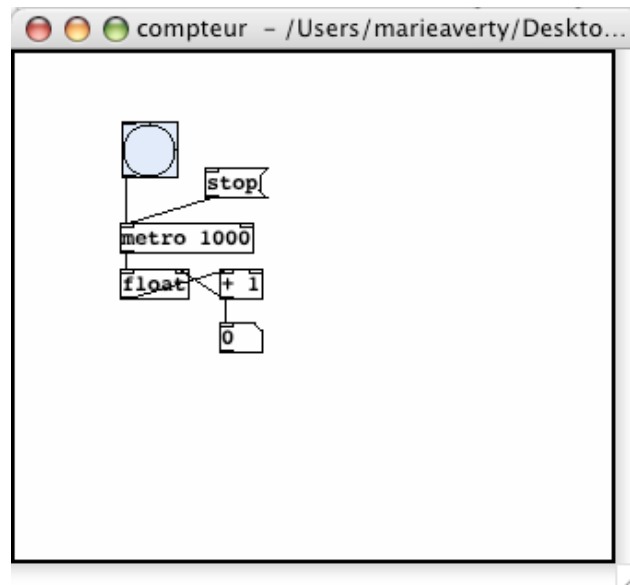 compteur – /Users/marieaverty/Deskto...
stop
metro 1000
float + 1
0